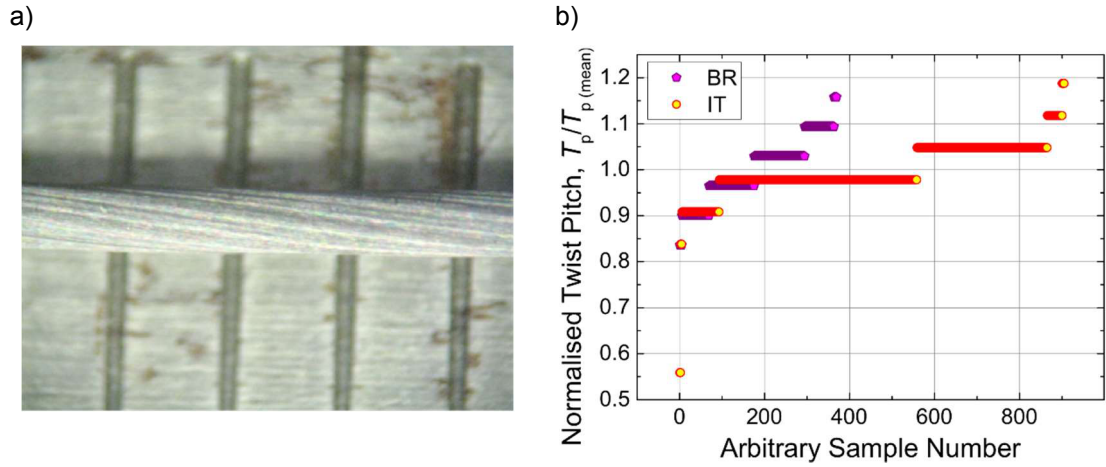 a)
b)
Normalised Twist Pitch, Tp/Tp (mean)
1.2
1.1
1.0
0.9
0.8
0.7
0.6
0.5
BR
IT
0
200
400
600
800
Arbitrary Sample Number